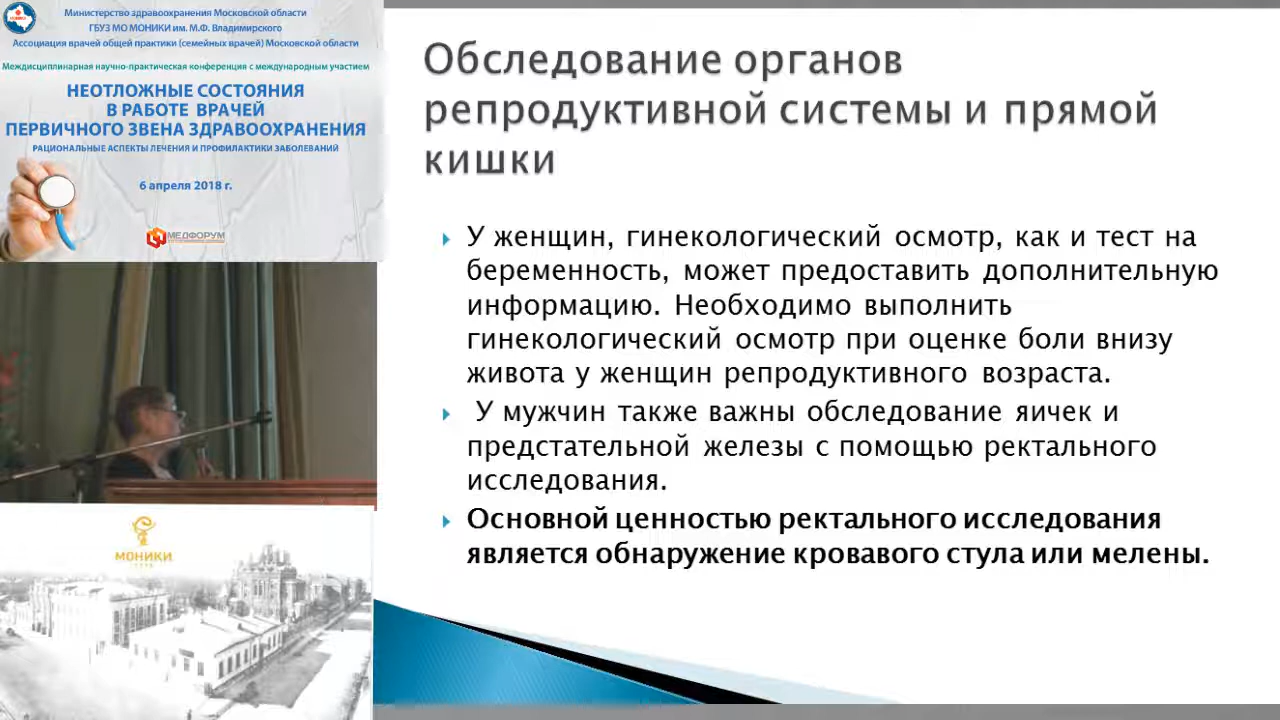 Министерство здравоохранения Московской области
ГБУЗ МО МОНИКИ им. М.Ф. Владимирского
Ассоциация врачей общей практики (семейных врачей) Московской области
Междисциплинарная научно-практическая конференция с международным участием
НЕОТЛОЖНЫЕ СОСТОЯНИЯ
В РАБОТЕ ВРАЧЕЙ
ПЕРВИЧНОГО ЗВЕНА ЗДРАВООХРАНЕНИЯ
РАЦИОНАЛЬНЫЕ АСПЕКТЫ ЛЕЧЕНИЯ И ПРОФИЛАКТИКИ ЗАБОЛЕВАНИЙ
6 апреля 2018 г.
МЕДФОРУМ
МОНИКИ
Обследование органов
репродуктивной системы и прямой
кишки
У женщин, гинекологический осмотр, как и тест на
беременность, может предоставить дополнительную
информацию. Необходимо выполнить
гинекологический осмотр при оценке боли внизу
живота у женщин репродуктивного возраста.
У мужчин также важны обследование яичек и
предстательной железы с помощью ректального
исследования.
Основной ценностью ректального исследования
является обнаружение кровавого стула или мелены.